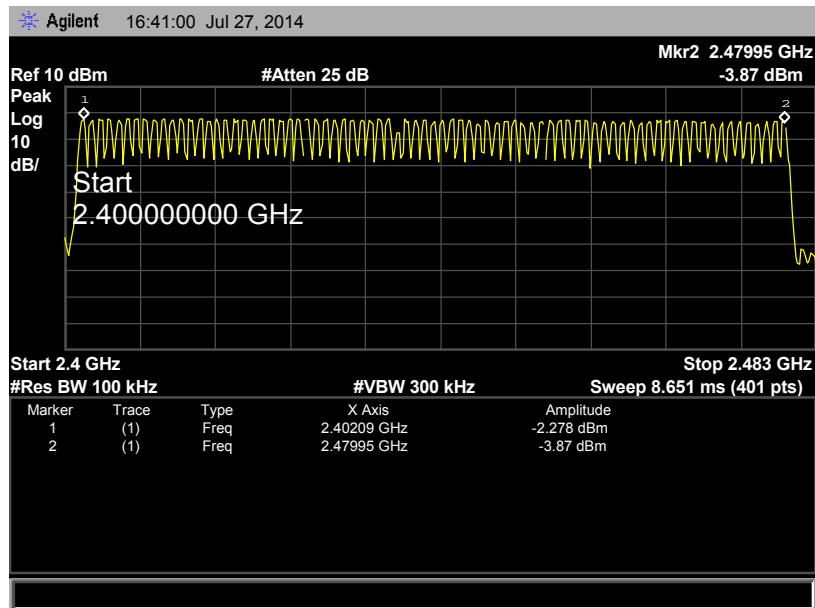 Agilent 16:41:00 Jul 27, 2014
Mkr2 2.47995 GHz
Ref 10 dBm #Atten 25 dB -3.87 dBm
Peak
Log
10
dB/
1
2
Start
2.400000000 GHz
Start 2.4 GHz Stop 2.483 GHz
#Res BW 100 kHz #VBW 300 kHz Sweep 8.651 ms (401 pts)
Marker Trace Type X Axis Amplitude
1 (1) Freq 2.40209 GHz -2.278 dBm
2 (1) Freq 2.47995 GHz -3.87 dBm